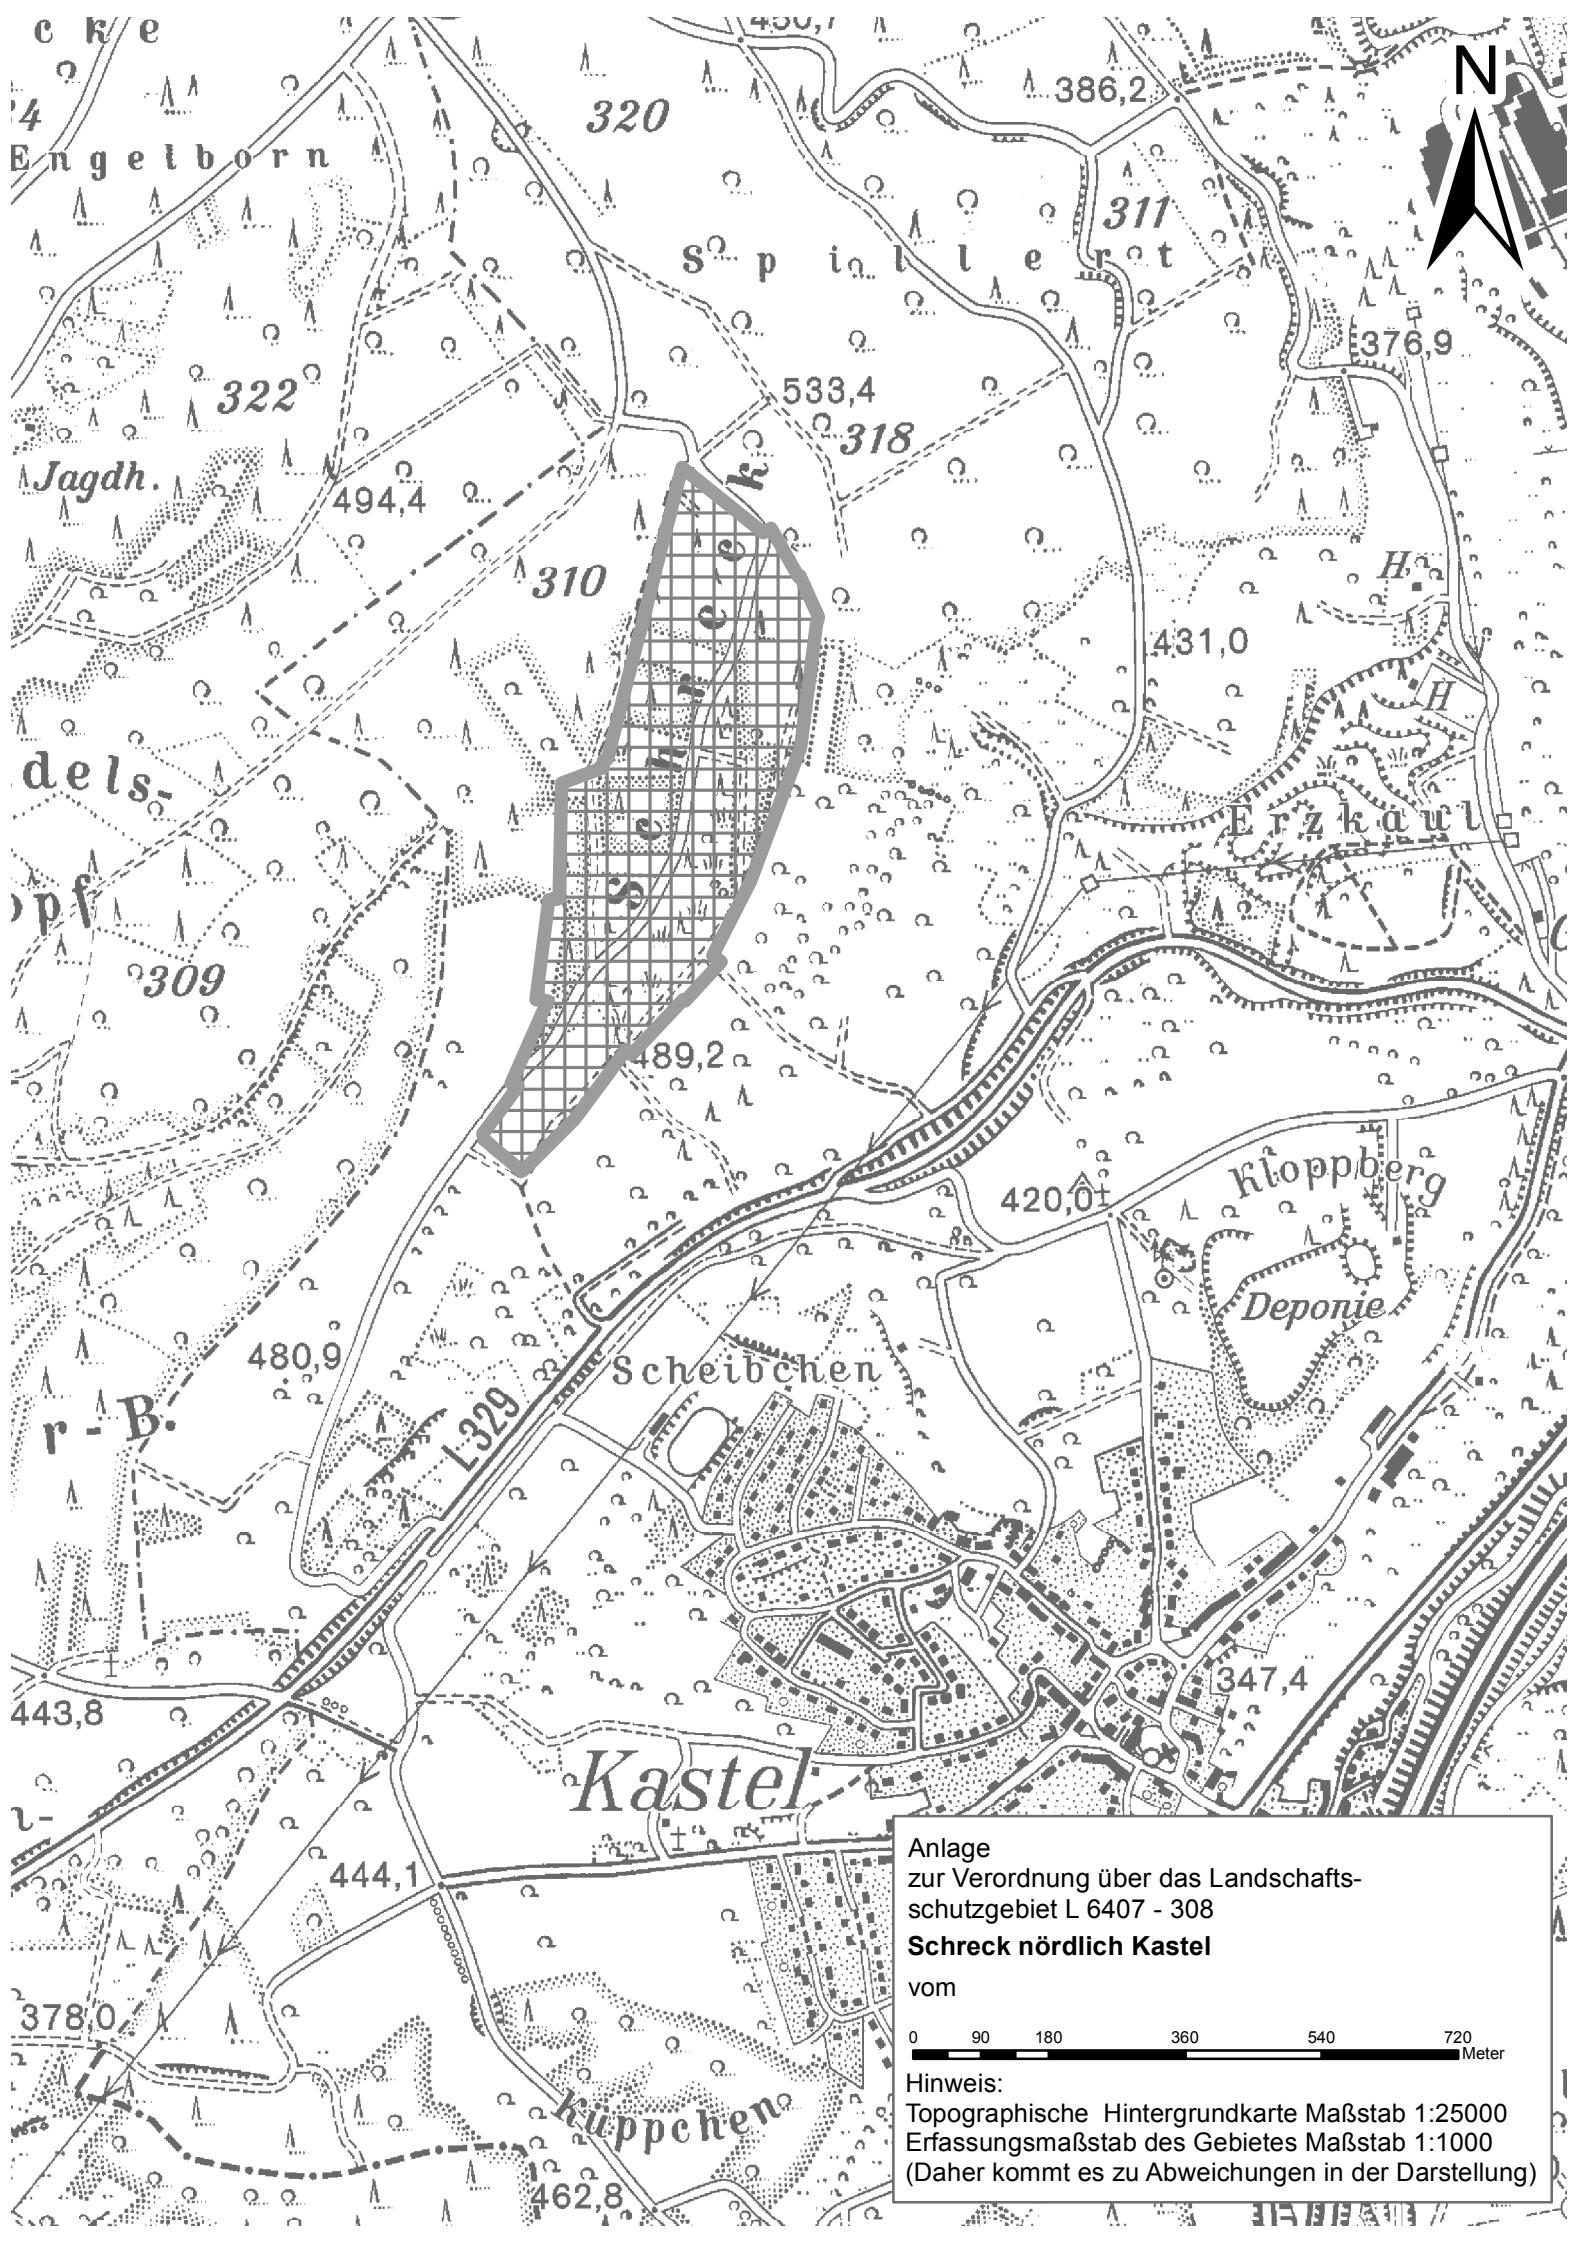 cke
450,7
N
386,2
320
Engelborn
311
Spillert
376,9
533,4
322
318
Jagdh.
494,4
Schreck
310
H.
431,0
H
dels-
Erzkaul
opf
309
489,2
Kloppberg
420,0
Deponie
480,9
Scheibchen
L 329
r-B.
347,4
443,8
Kastel
444,1
378,0
Küppchen
462,8
Anlage
zur Verordnung über das Landschafts-
schutzgebiet L 6407 - 308
Schreck nördlich Kastel
vom
0 90 180 360 540 720
Meter
Hinweis:
Topographische Hintergrundkarte Maßstab 1:25000
Erfassungsmaßstab des Gebietes Maßstab 1:1000
(Daher kommt es zu Abweichungen in der Darstellung)